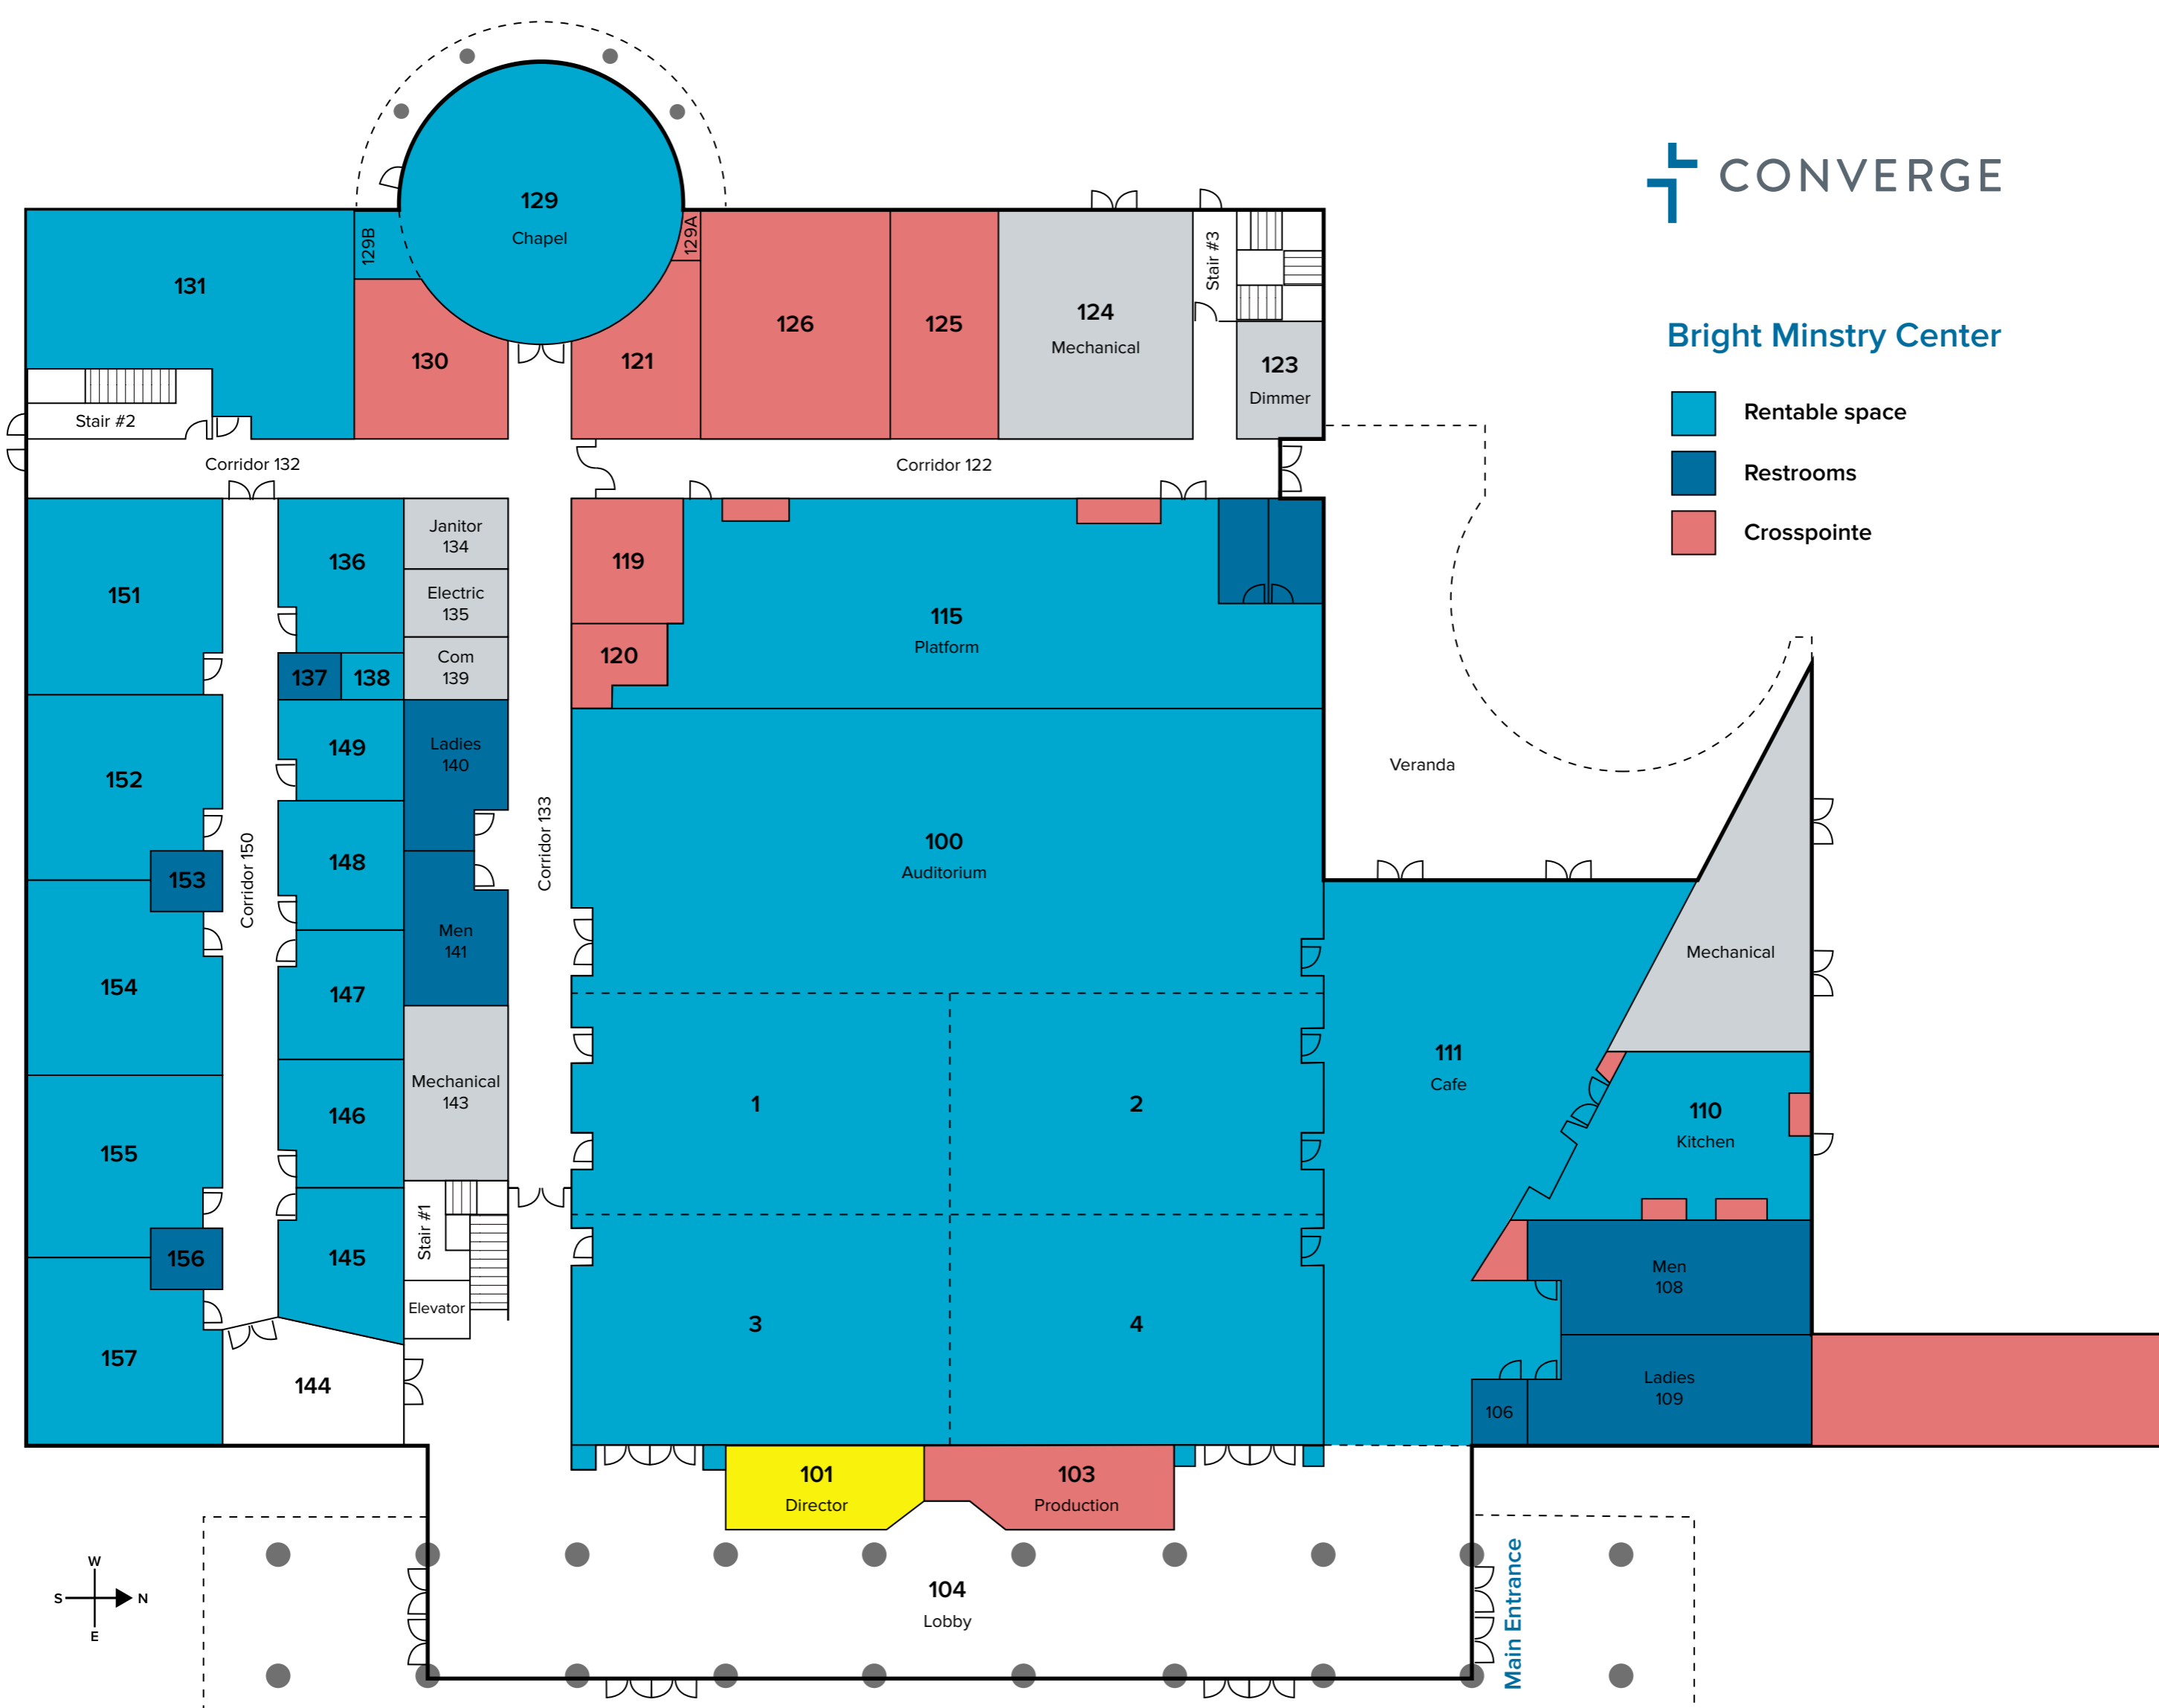 CONVERGE
Bright Minstry Center
Rentable space
Restrooms
Crosspointe
129
Chapel
129B
129A
131
130
121
126
125
124
Mechanical
Stair #3
123
Dimmer
Stair #2
Corridor 132
Corridor 122
151
136
Janitor
134
Electric
135
Com
139
119
120
115
Platform
137
138
152
149
Ladies
140
Veranda
148
Corridor 150
Corridor 133
100
Auditorium
153
Men
141
154
147
Mechanical
111
Cafe
Mechanical
143
1
2
110
Kitchen
155
146
156
145
Stair #1
Elevator
Men
108
157
144
3
4
Ladies
109
106
101
Director
103
Production
104
Lobby
Main Entrance
W
S
N
E